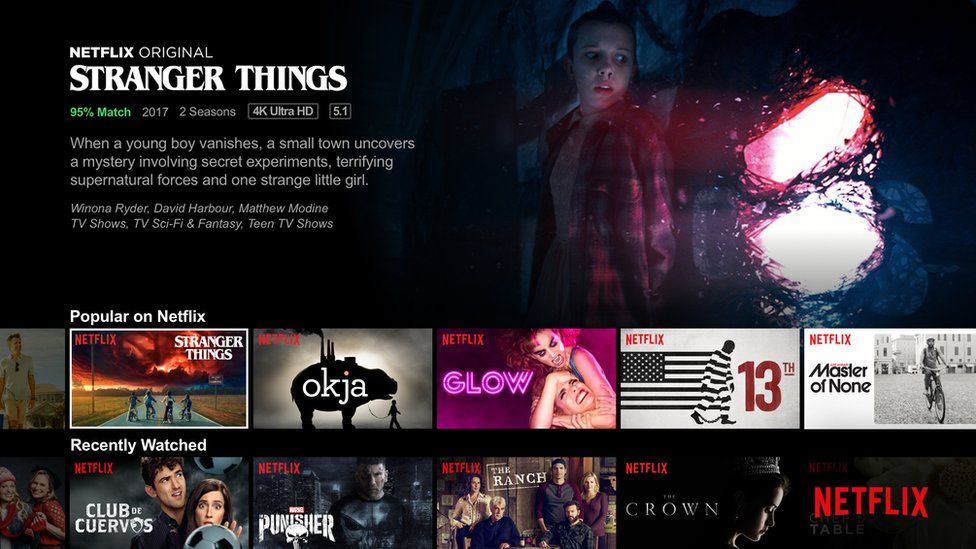 NETFLIX ORIGINAL
STRANGER THINGS
95% Match 2017 2 Seasons 4K Ultra HD 5.1
When a young boy vanishes, a small town uncovers
a mystery involving secret experiments, terrifying
supernatural forces and one strange little girl.
Winona Ryder, David Harbour, Matthew Modine
TV Shows, TV Sci-Fi & Fantasy, Teen TV Shows
Popular on Netflix
NETFLIX
STRANGER
THINGS
NETFLIX
okja
NETFLIX
GLOW
NETFLIX
13TH
NETFLIX
Master
of None
Recently Watched
NETFLIX
CLUB DE
CUERVOS
NETFLIX
MARVEL
PUNISHER
NETFLIX
THE
RANCH
NETFLIX
THE
CROWN
NETFLIX
NETFLIX
CHEF'S
TABLE